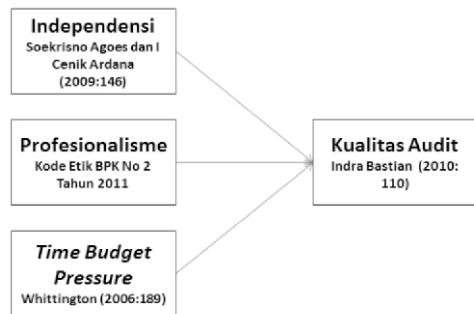 Independensi
Soekrisno Agoes dan I
Cenik Ardana
(2009:146)
Profesionalisme
Kode Etik BPK No 2
Tahun 2011
Kualitas Audit
Indra Bastian (2010:
110)
Time Budget
Pressure
Whittington (2006:189)